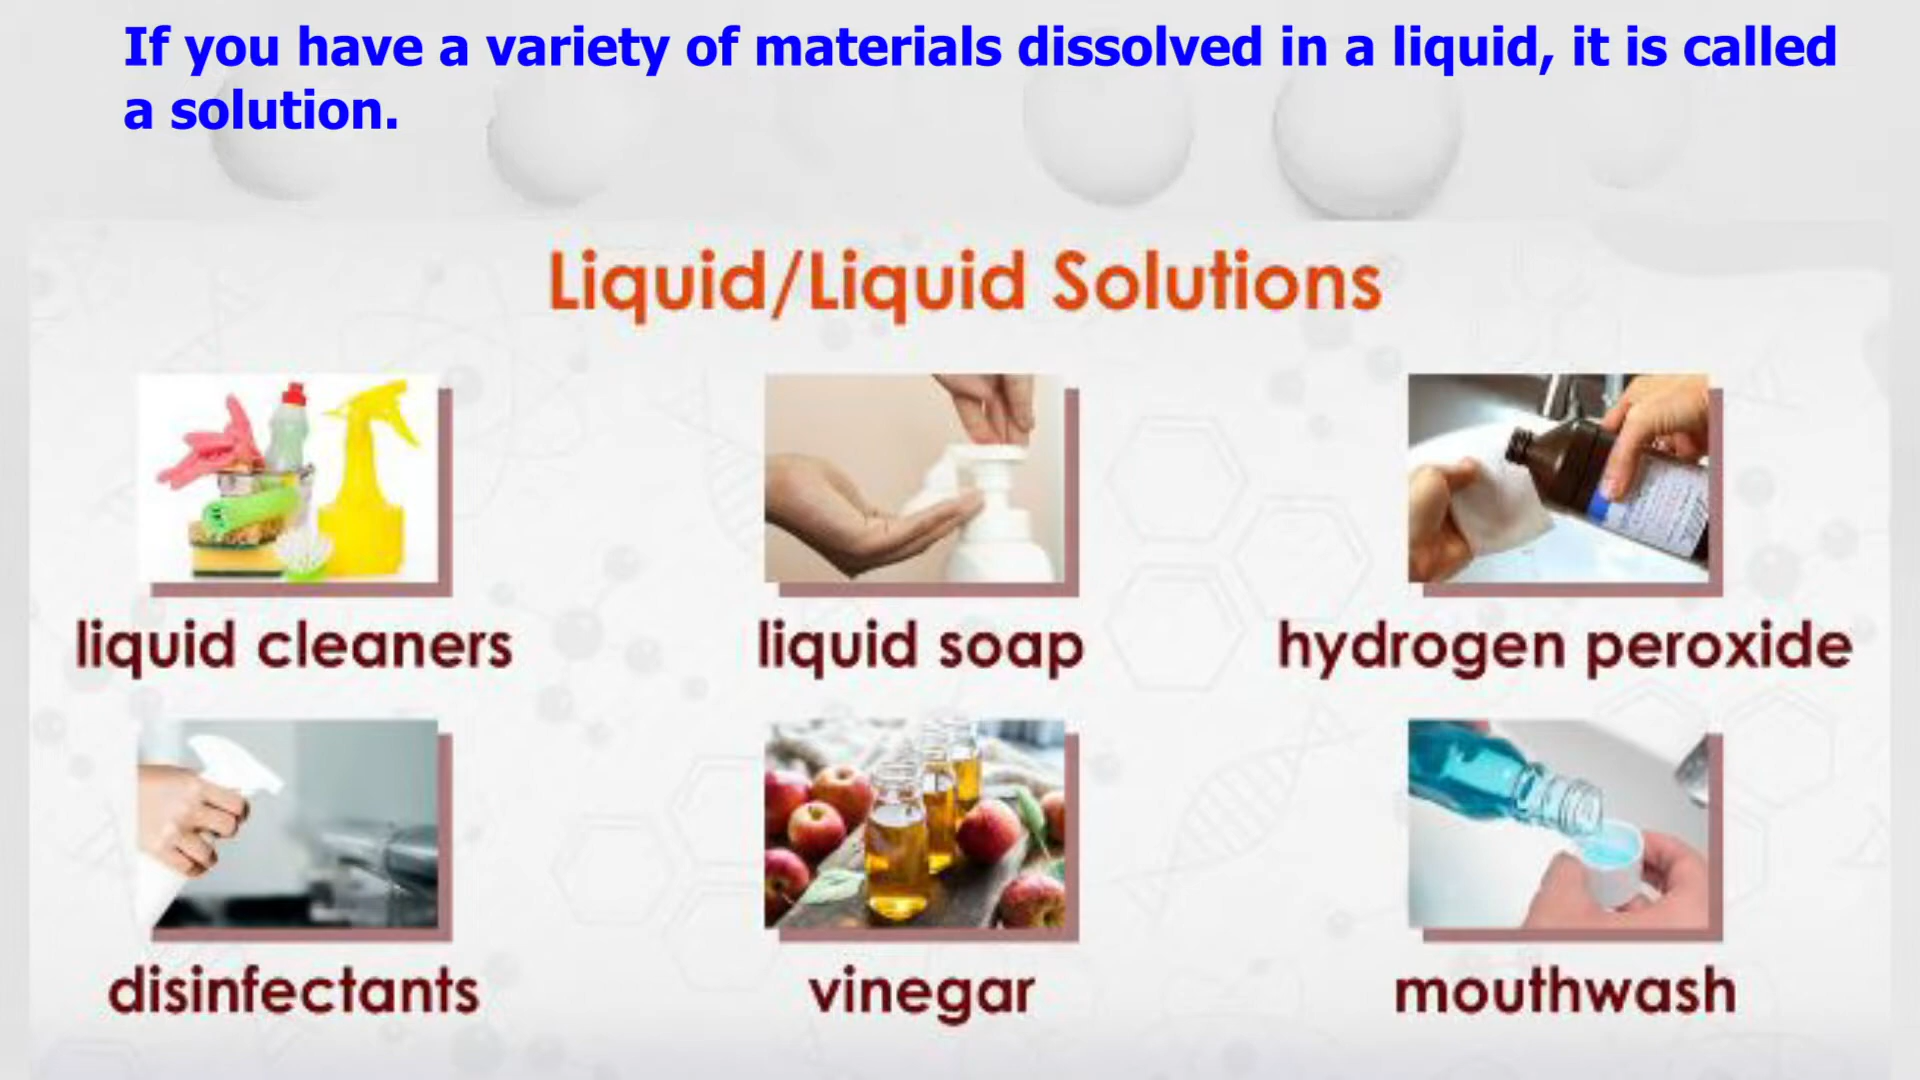 If you have a variety of materials dissolved in a liquid, it is called
a solution.
Liquid/Liquid Solutions
liquid cleaners
liquid soap
hydrogen peroxide
disinfectants
vinegar
mouthwash